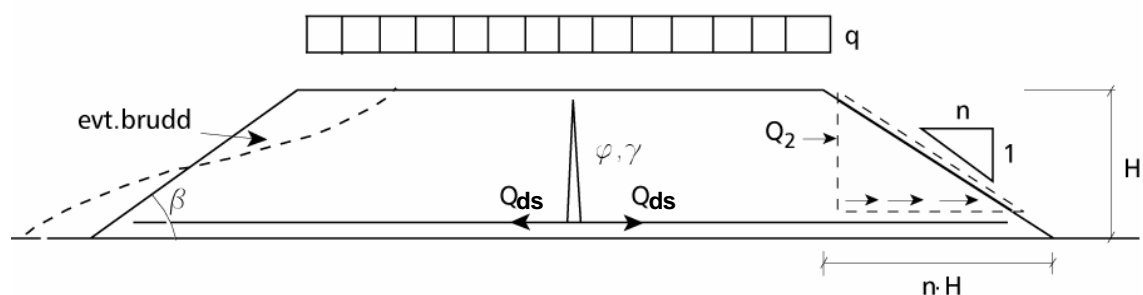 q
evt.brudd
n
Q2
1
φ,γ
H
β
Qds Qds
n·H